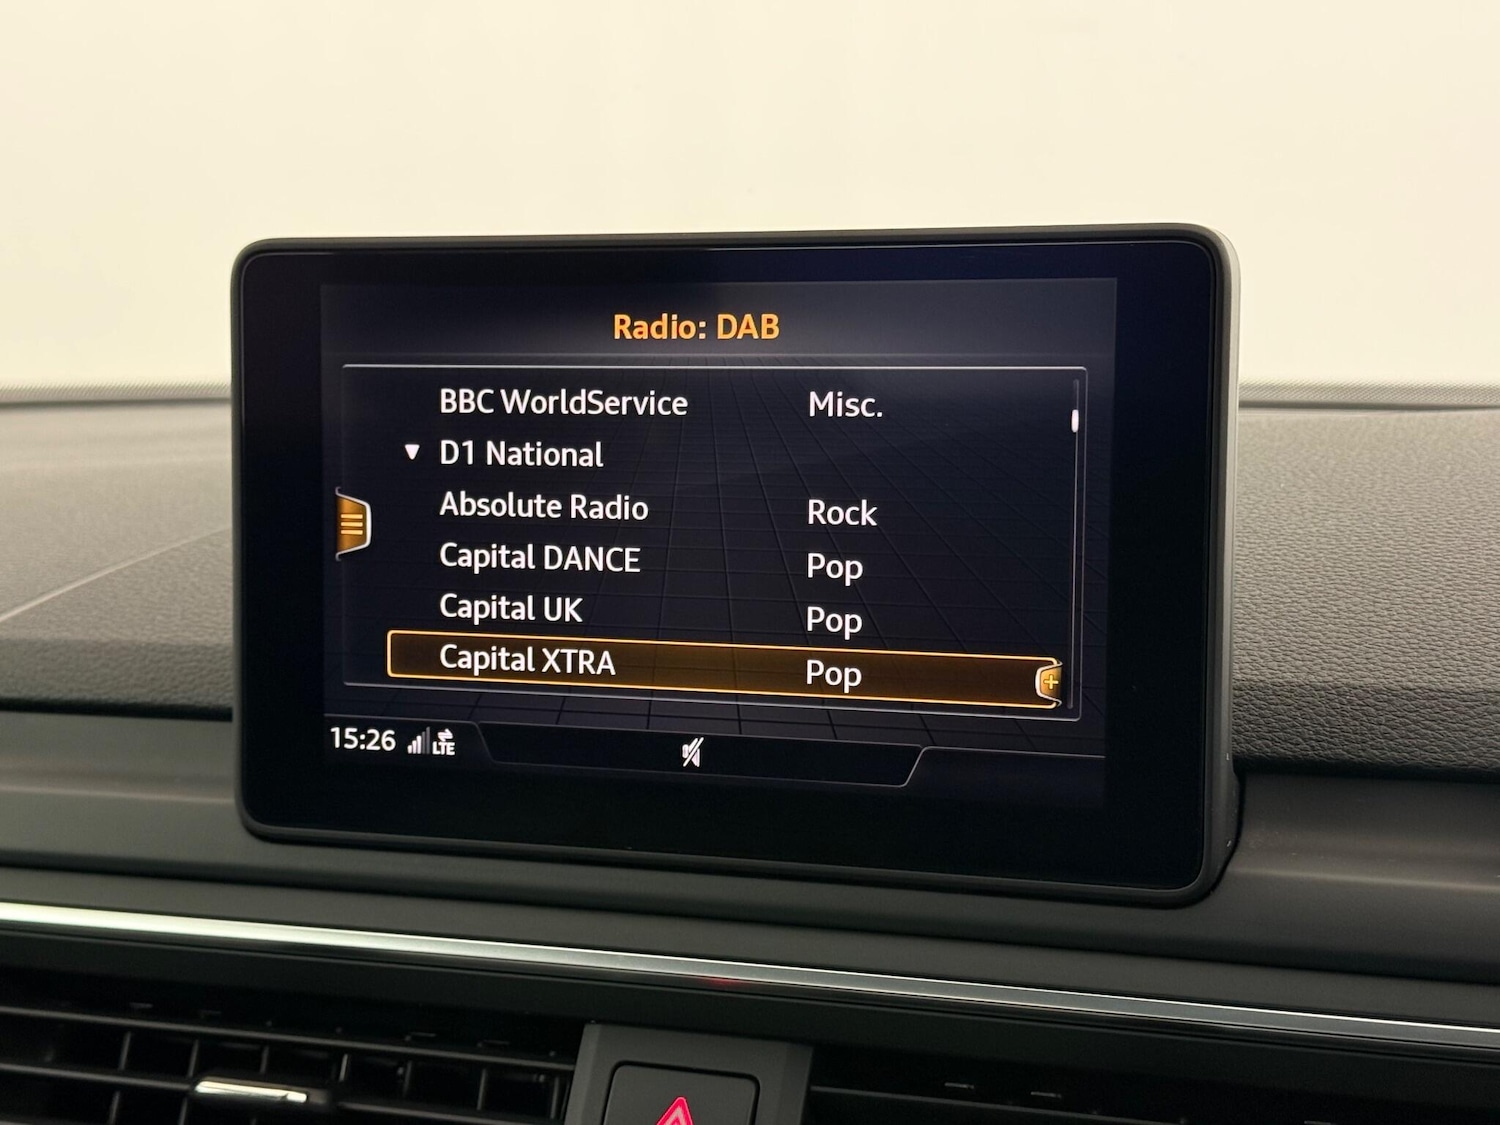 Radio: DAB
BBC WorldService Misc.
D1 National
Absolute Radio Rock
Capital DANCE Pop
Capital UK Pop
Capital XTRA Pop
15:26 LTE